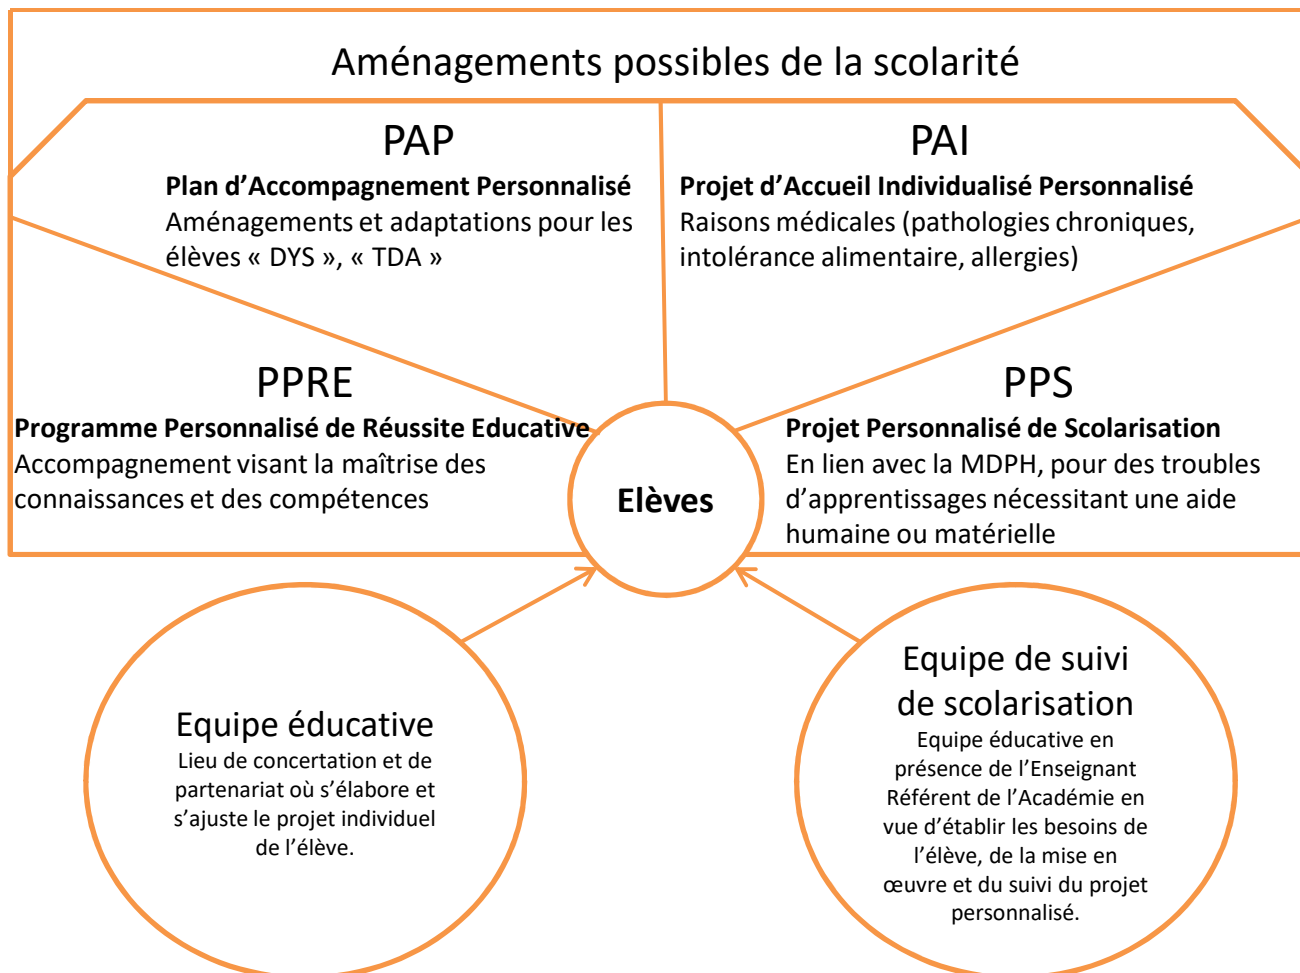 Aménagements possibles de la scolarité
PAP
Plan d’Accompagnement Personnalisé
Aménagements et adaptations pour les
élèves « DYS », « TDA »
PAI
Projet d’Accueil Individualisé Personnalisé
Raisons médicales (pathologies chroniques,
intolérance alimentaire, allergies)
PPRE
Programme Personnalisé de Réussite Educative
Accompagnement visant la maîtrise des
connaissances et des compétences
PPS
Projet Personnalisé de Scolarisation
En lien avec la MDPH, pour des troubles
d’apprentissages nécessitant une aide
humaine ou matérielle
Elèves
Equipe éducative
Lieu de concertation et de
partenariat où s’élabore et
s’ajuste le projet individuel
de l’élève.
Equipe de suivi
de scolarisation
Equipe éducative en
présence de l’Enseignant
Référent de l’Académie en
vue d’établir les besoins de
l’élève, de la mise en
œuvre et du suivi du projet
personnalisé.